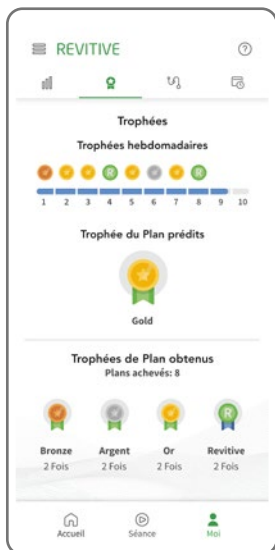 REVITIVE
Trophées
Trophées hebdomadaires
R R
1 2 3 4 5 6 7 8 9 10
Trophée du Plan prédits
Gold
Trophées de Plan obtenus
Plans achevés: 8
R
Bronze Argent Or Revitive
2 Fois 2 Fois 2 Fois 2 Fois
Accueil Séance Moi